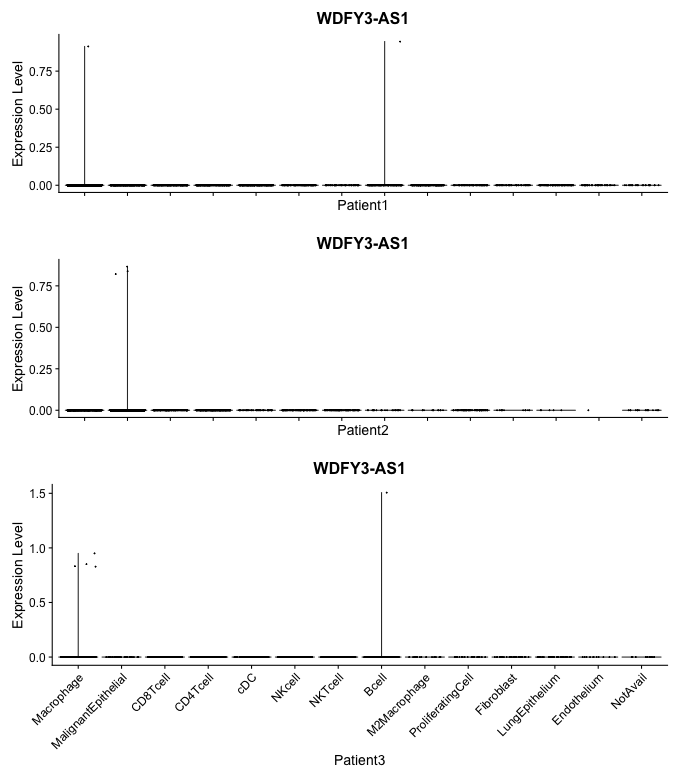 WDFY3-AS1
Expression Level
0.75
0.50
0.25
0.00
Patient1
WDFY3-AS1
Expression Level
0.75
0.50
0.25
0.00
Patient2
WDFY3-AS1
Expression Level
1.5
1.0
0.5
0.0
Macrophage
MalignantEpithelial
CD8Tcell
CD4Tcell
cDC
NKcell
NKTcell
Bcell
M2Macrophage
ProliferatingCell
Fibroblast
LungEpithelium
Endothelium
NotAvail
Patient3